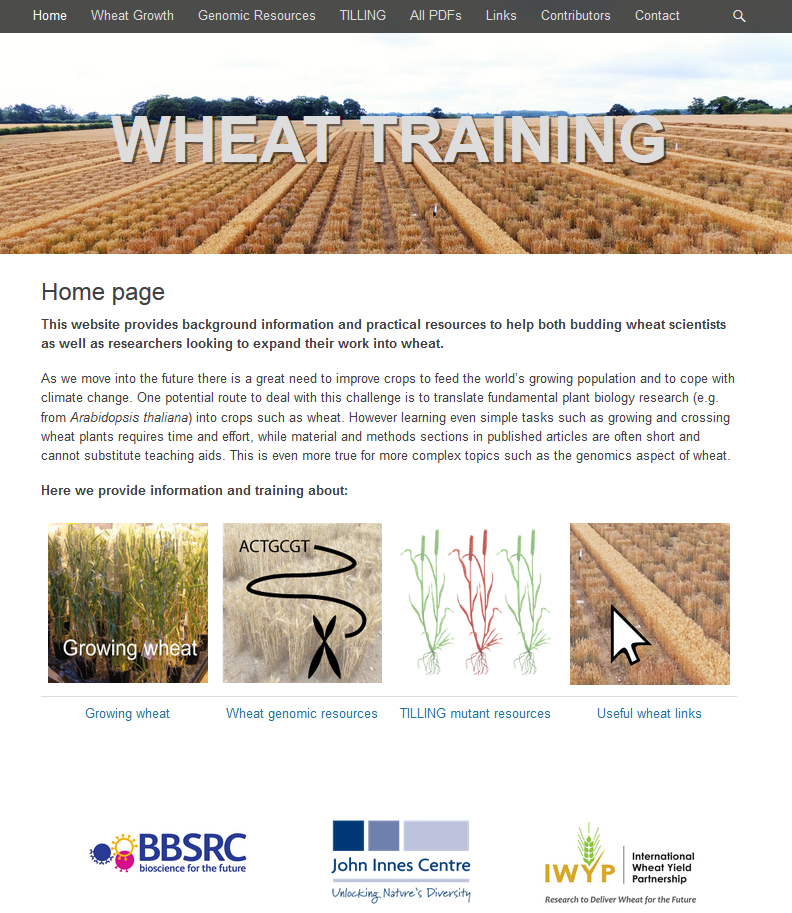 Home Wheat Growth Genomic Resources TILLING All PDFs Links Contributors Contact
WHEAT TRAINING
Home page
This website provides background information and practical resources to help both budding wheat scientists
as well as researchers looking to expand their work into wheat.
As we move into the future there is a great need to improve crops to feed the world’s growing population and to cope with
climate change. One potential route to deal with this challenge is to translate fundamental plant biology research (e.g.
from Arabidopsis thaliana) into crops such as wheat. However learning even simple tasks such as growing and crossing
wheat plants requires time and effort, while material and methods sections in published articles are often short and
cannot substitute teaching aids. This is even more true for more complex topics such as the genomics aspect of wheat.
Here we provide information and training about:
ACTGCGT
Growing wheat
Growing wheat Wheat genomic resources TILLING mutant resources Useful wheat links
BBSRC
bioscience for the future
John Innes Centre
Unlocking Nature's Diversity
IWYP
International
Wheat Yield
Partnership
Research to Deliver Wheat for the Future